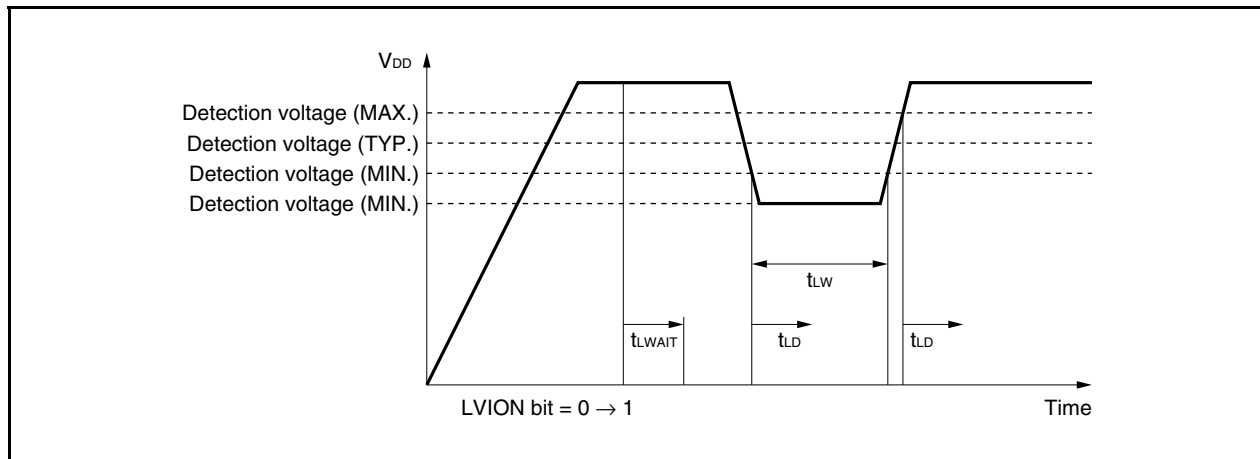 VDD
Detection voltage (MAX.)
Detection voltage (TYP.)
Detection voltage (MIN.)
Detection voltage (MIN.)
tLW
tLWAIT
tLD
tLD
LVION bit = 0 → 1
Time